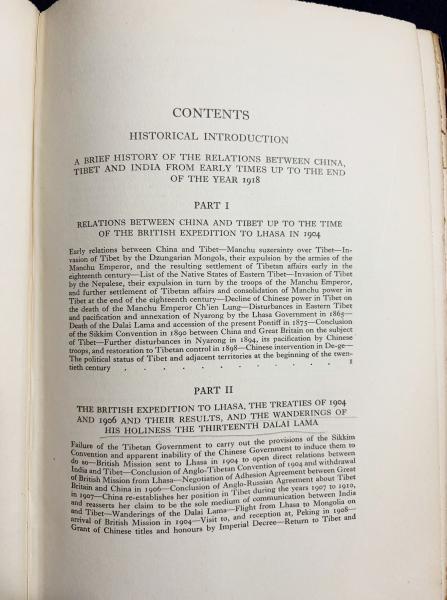 CONTENTS
HISTORICAL INTRODUCTION
A BRIEF HISTORY OF THE RELATIONS BETWEEN CHINA,
TIBET AND INDIA FROM EARLY TIMES UP TO THE END
OF THE YEAR 1918
PART I
RELATIONS BETWEEN CHINA AND TIBET UP TO THE TIME
OF THE BRITISH EXPEDITION TO LHASA IN 1904
Early relations between China and Tibet—Manchu suzerainty over Tibet—In-
vasion of Tibet by the Dzungarian Mongols, their expulsion by the armies of the
Manchu Emperor, and the resulting settlement of Tibetan affairs early in the
eighteenth century—List of the Native States of Eastern Tibet—Invasion of Tibet
by the Nepalese, their expulsion in turn by the troops of the Manchu Emperor,
and further settlement of Tibetan affairs and consolidation of Manchu power in
Tibet at the end of the eighteenth century—Decline of Chinese power in Tibet on
the death of the Manchu Emperor Ch'ien Lung—Disturbances in Eastern Tibet
and pacification and annexation of Nyarong by the Lhasa Government in 1865—
Death of the Dalai Lama and accession of the present Pontiff in 1875—Conclusion
of the Sikkim Convention in 1890 between China and Great Britain on the subject
of Tibet—Further disturbances in Nyarong in 1894, its pacification by Chinese
troops, and restoration to Tibetan control in 1898—Chinese intervention in De-ge—
The political status of Tibet and adjacent territories at the beginning of the twen-
tieth century . . . . . . . . . . . . 1
PART II
THE BRITISH EXPEDITION TO LHASA, THE TREATIES OF 1904
AND 1906 AND THEIR RESULTS, AND THE WANDERINGS OF
HIS HOLINESS THE THIRTEENTH DALAI LAMA
Failure of the Tibetan Government to carry out the provisions of the Sikkim
Convention and apparent inability of the Chinese Government to induce them to
do so—British Mission sent to Lhasa in 1904 to open direct relations between
India and Tibet—Conclusion of Anglo-Tibetan Convention of 1904 and withdrawal
of British Mission from Lhasa—Negotiation of Adhesion Agreement between Great
Britain and China in 1906—Conclusion of Anglo-Russian Agreement about Tibet
in 1907—China re-establishes her position in Tibet during the years 1907 to 1910,
and reasserts her claim to be the sole medium of communication between India
and Tibet—Wanderings of the Dalai Lama—Flight from Lhasa to Mongolia on
arrival of British Mission in 1904—Visit to, and reception at, Peking in 1908—
Grant of Chinese titles and honours by Imperial Decree—Return to Tibet and